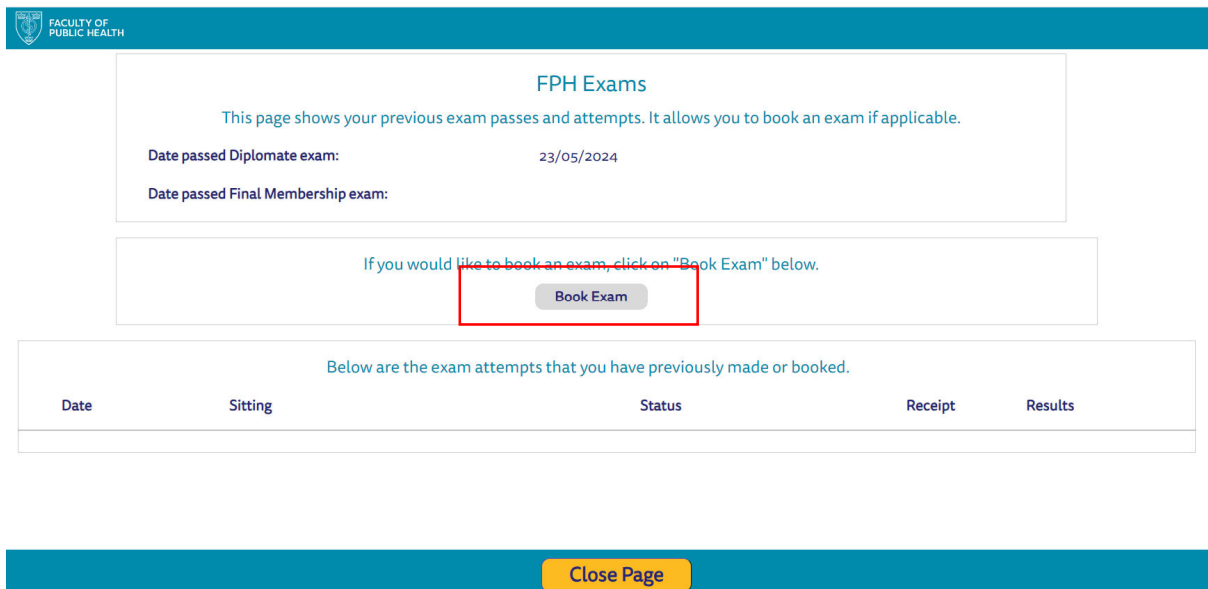 FACULTY OF
PUBLIC HEALTH
FPH Exams
This page shows your previous exam passes and attempts. It allows you to book an exam if applicable.
Date passed Diplomate exam: 23/05/2024
Date passed Final Membership exam:
If you would like to book an exam, click on "Book Exam" below.
Book Exam
Below are the exam attempts that you have previously made or booked.
Date Sitting Status Receipt Results
Close Page